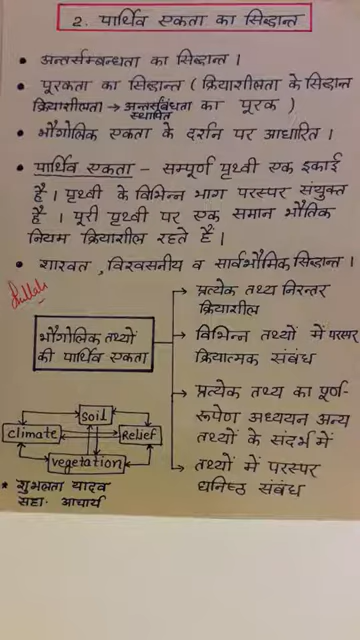 2. पार्थिव एकता का सिद्धान्त
• अन्तर्सम्बन्धता का सिद्धान्त ।
• पूरकता का सिद्धान्त ( क्रियाशीलता के सिद्धान्त
क्रियाशीलता → अन्तर्संबंधता का पूरक )
स्थापित
• भौगोलिक एकता के दर्शन पर आधारित ।
• पार्थिव एकता - सम्पूर्ण पृथ्वी एक इकाई
है । पृथ्वी के विभिन्न भाग परस्पर संयुक्त
है । पूरी पृथ्वी पर एक समान भौतिक
नियम क्रियाशील रहते हैं ।
• शाश्वत , विश्वसनीय व सार्वभौमिक सिद्धान्त ।
भौगोलिक तथ्यों
की पार्थिव एकता
→ प्रत्येक तथ्य निरन्तर
क्रियाशील
→ विभिन्न तथ्यों में परस्पर
क्रियात्मक संबंध
→ प्रत्येक तथ्य का पूर्ण-
रूपेण अध्ययन अन्य
तथ्यों के संदर्भ में
→ तथ्यों में परस्पर
घनिष्ठ संबंध
soil
climate
Relief
vegetation
* शुभलता यादव
सहा. आचार्य